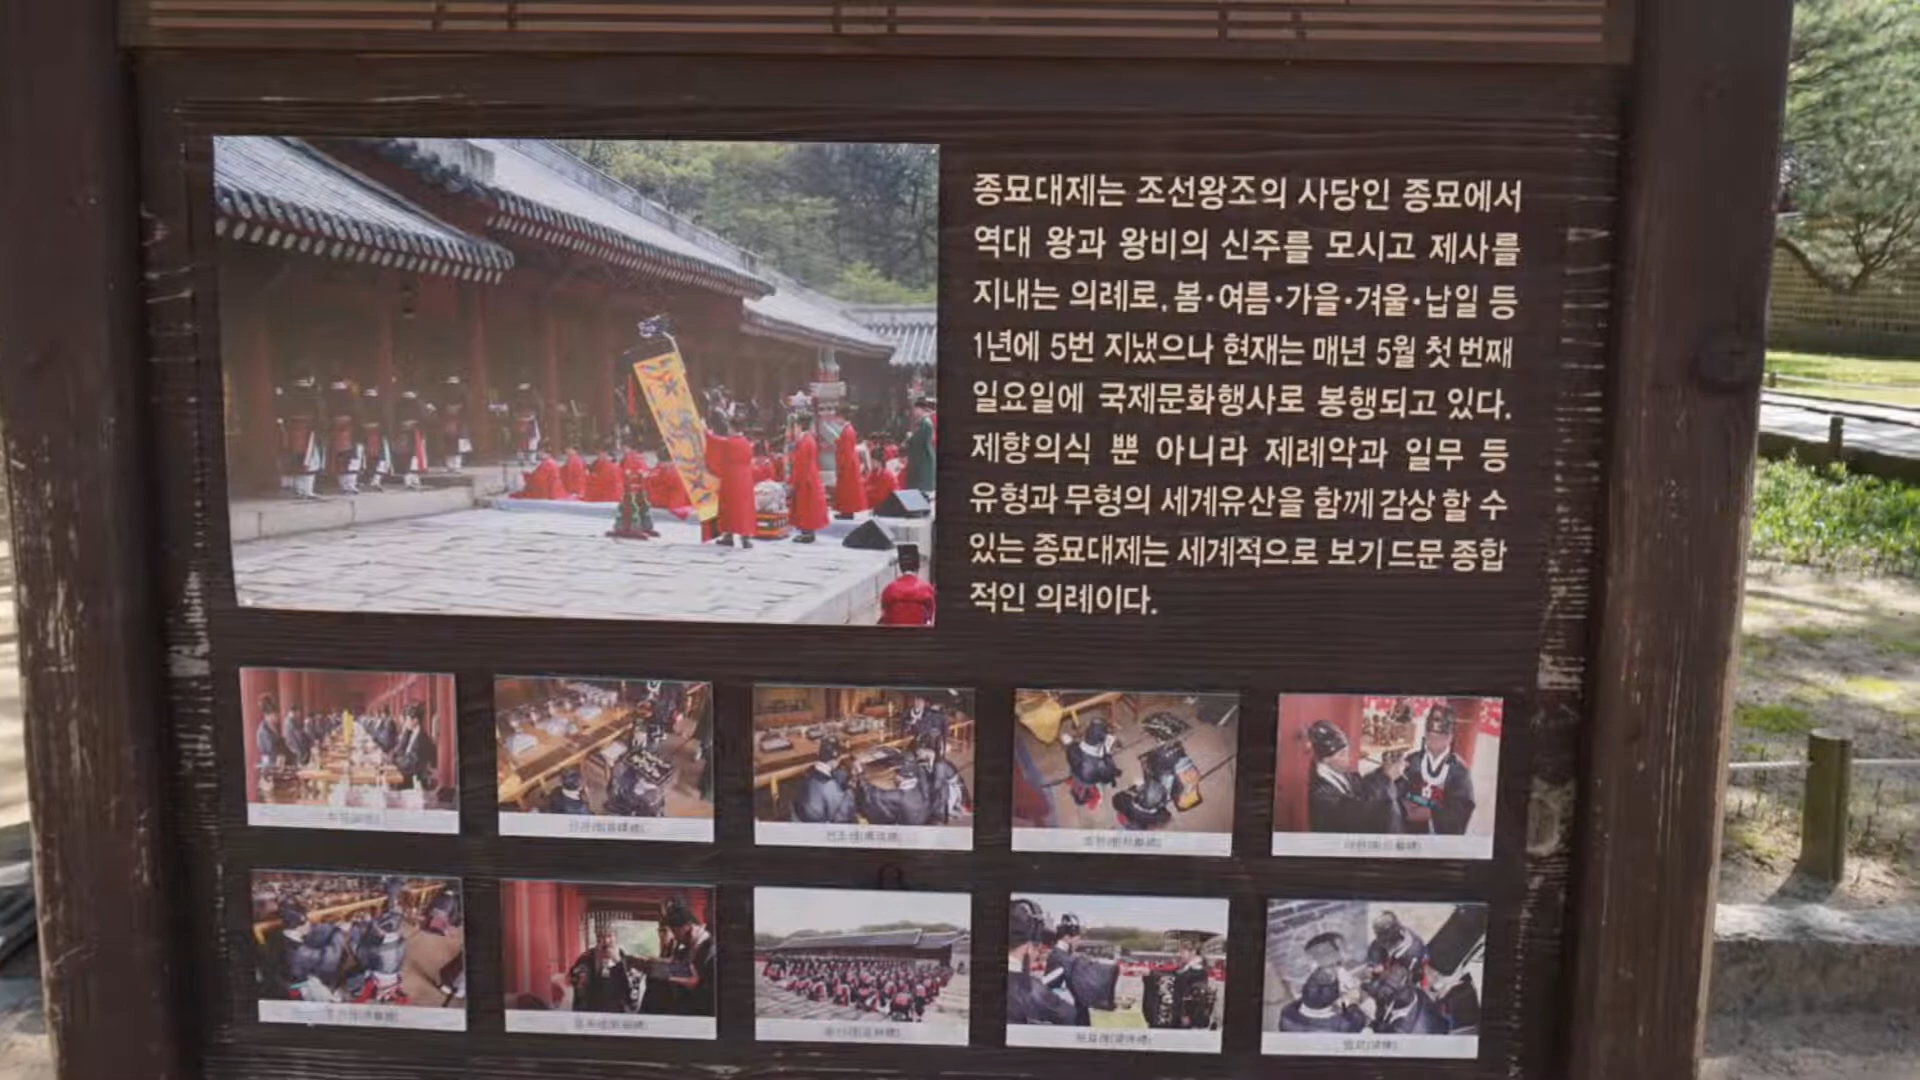 종묘대제는 조선왕조의 사당인 종묘에서
역대 왕과 왕비의 신주를 모시고 제사를
지내는 의례로, 봄·여름·가을·겨울·납일 등
1년에 5번 지냈으나 현재는 매년 5월 첫 번째
일요일에 국제문화행사로 봉행되고 있다.
제향의식 뿐 아니라 제례악과 일무 등
유형과 무형의 세계유산을 함께 감상 할 수
있는 종묘대제는 세계적으로 보기 드문 종합
적인 의례이다.